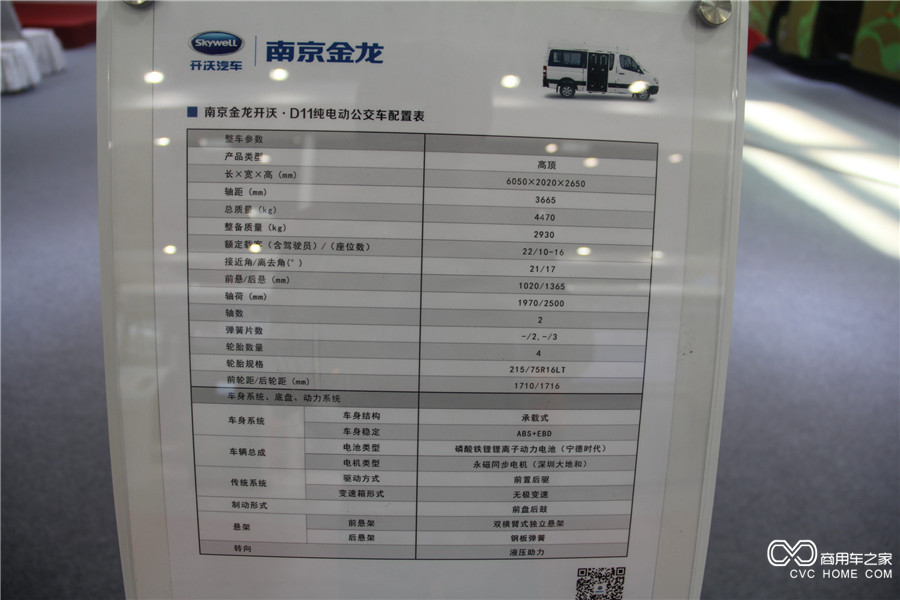 SKYWELL
开沃汽车
南京金龙
南京金龙开沃·D11纯电动公交车配置表
整车参数
产品类型 高顶
长×宽×高 (mm) 6050×2020×2650
轴距 (mm) 3665
总质量 (kg) 4470
整备质量 (kg) 2930
额定载客 (含驾驶员) / (座位数) 22/10-16
接近角/离去角(°) 21/17
前悬/后悬 (mm) 1020/1365
轴荷 (mm) 1970/2500
轴数 2
弹簧片数 -/2,-/3
轮胎数量 4
轮胎规格 215/75R16LT
前轮距/后轮距 (mm) 1710/1716
车身系统、底盘、动力系统
车身系统 车身结构 承载式
车身稳定 ABS+EBD
车辆总成 电池类型 磷酸铁锂锂离子动力电池 (宁德时代)
电机类型 永磁同步电机 (深圳大地和)
传统系统 驱动方式 前置后驱
变速箱形式 无极变速
制动形式 前盘后鼓
悬架 前悬架 双横臂式独立悬架
后悬架 钢板弹簧
转向 液压助力
商用车之家
CVC HOME COM